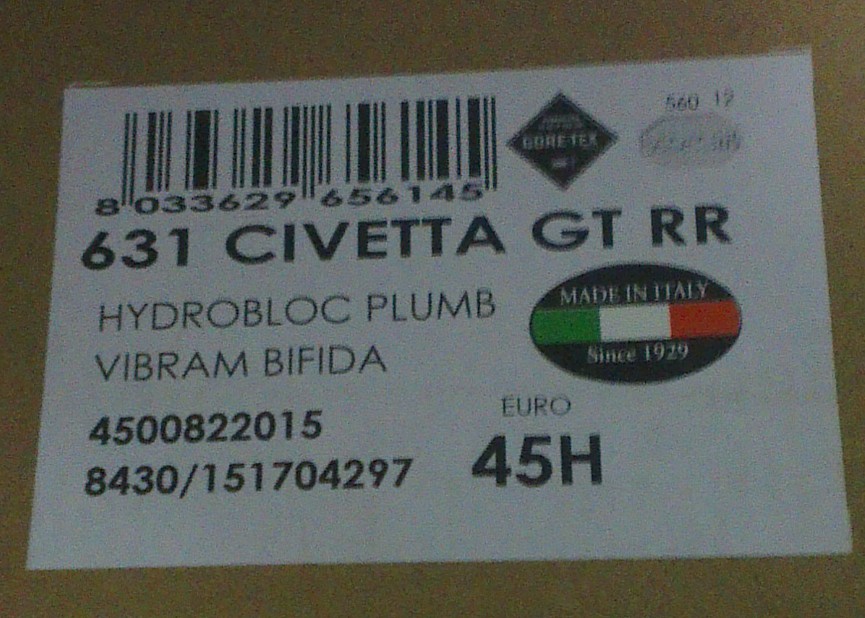 560 12
GORE-TEX
8 033629 656145
631 CIVETTA GT RR
HYDROBLOC PLUMB
VIBRAM BIFIDA
MADE IN ITALY
Since 1929
4500822015
8430/151704297
EURO
45H